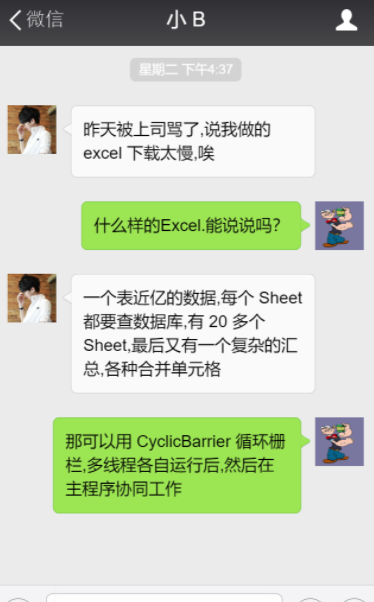 微信
小 B
星期二 下午4:37
昨天被上司骂了,说我做的
excel 下载太慢,唉
什么样的Excel.能说说吗?
一个表近亿的数据,每个 Sheet
都要查数据库,有 20 多个
Sheet,最后又有一个复杂的汇
总,各种合并单元格
那可以用 CyclicBarrier 循环栅
栏,多线程各自运行后,然后在
主程序协同工作